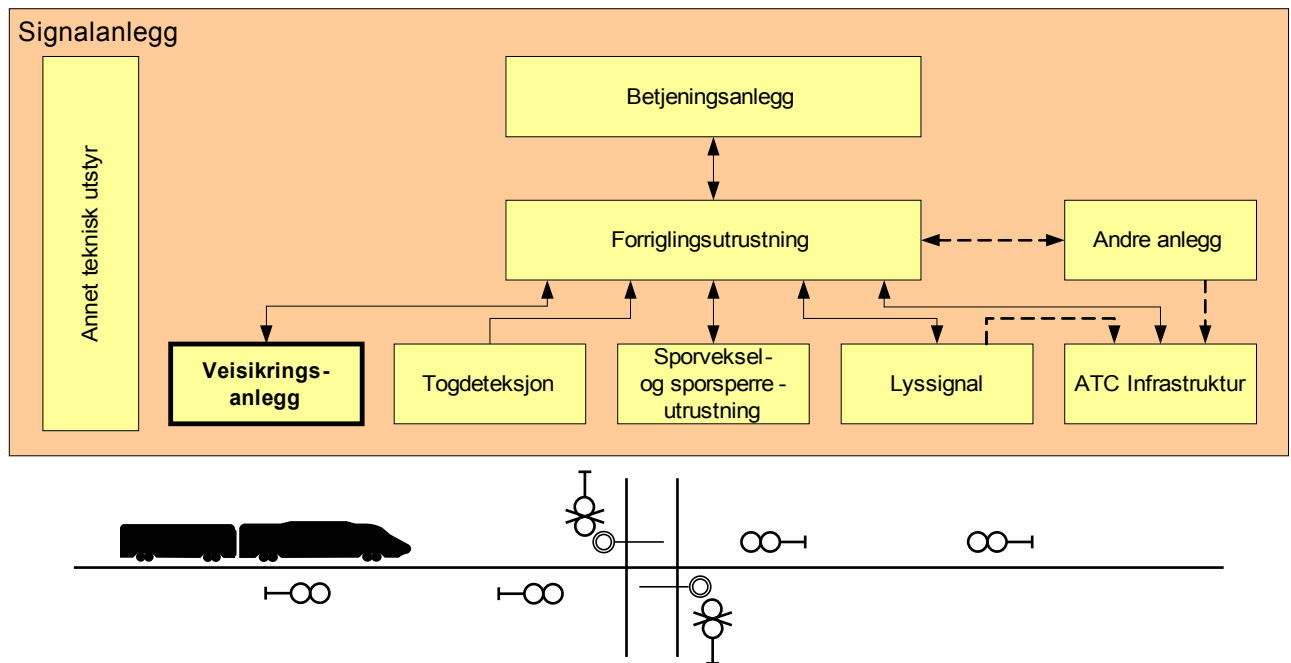 Signalanlegg
Annet teknisk utstyr
Betjeningsanlegg
Forriglingsutrustning
Andre anlegg
Veisikrings-
anlegg
Togdeteksjon
Sporveksel-
og sporsperre-
utrustning
Lyssignal
ATC Infrastruktur